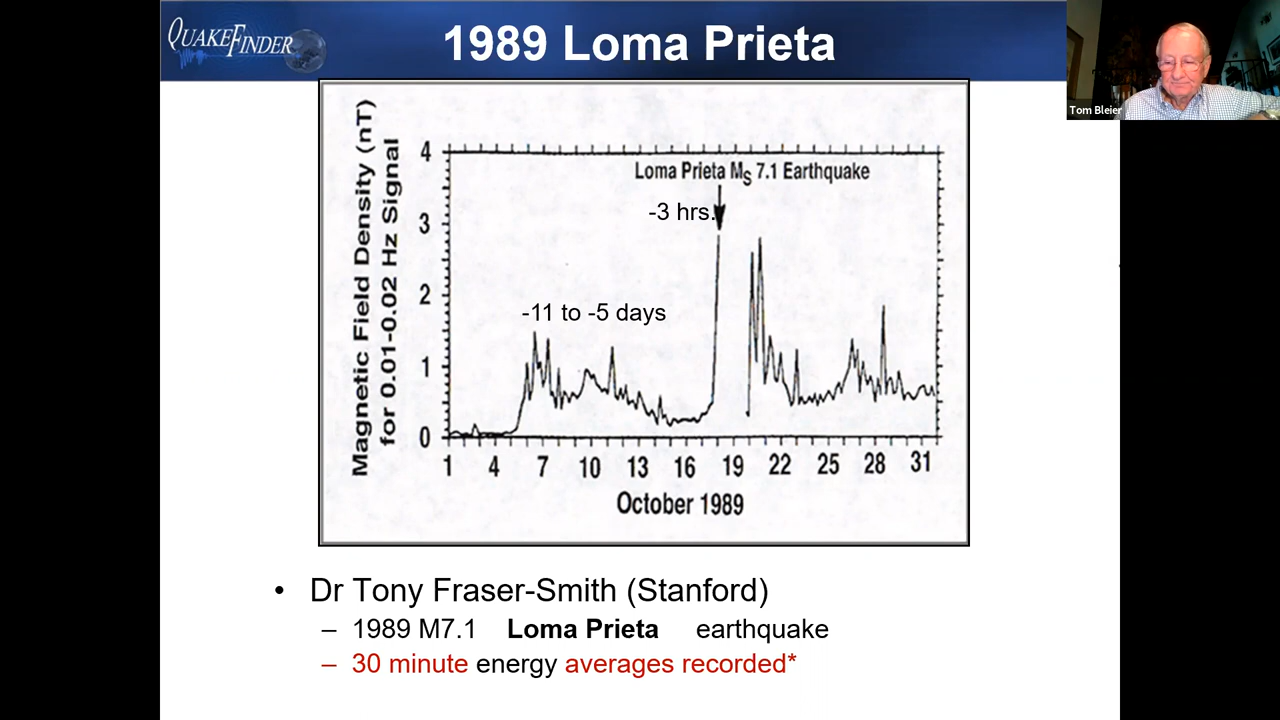 QUAKEFINDER
1989 Loma Prieta
Tom Bleier
Magnetic Field Density (nT)
for 0.01-0.02 Hz Signal
4
3
2
1
0
Loma Prieta MS 7.1 Earthquake
-3 hrs.
-11 to -5 days
1 4 7 10 13 16 19 22 25 28 31
October 1989
• Dr Tony Fraser-Smith (Stanford)
– 1989 M7.1 Loma Prieta earthquake
– 30 minute energy averages recorded*